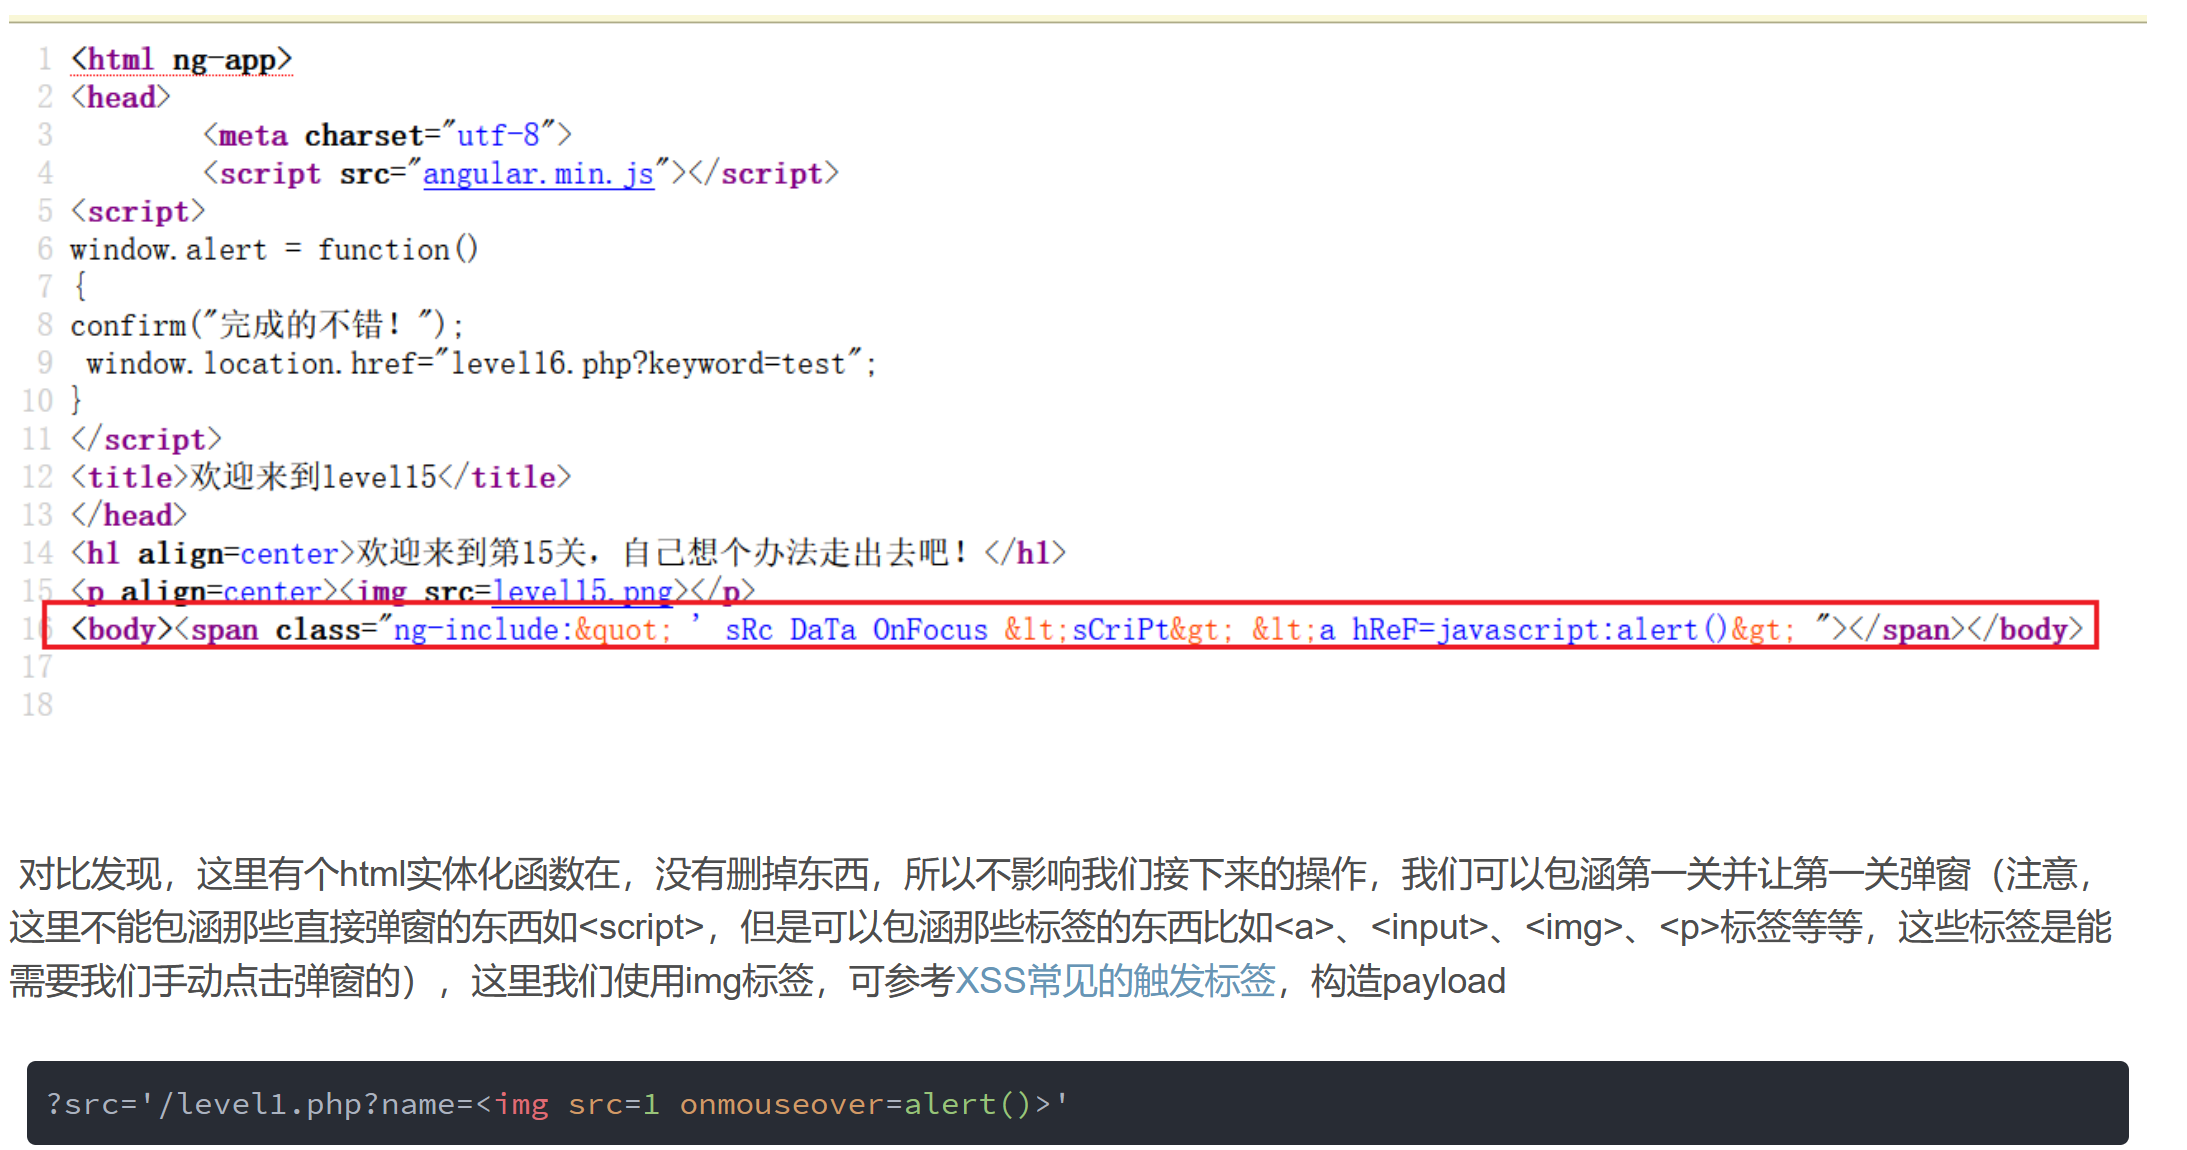 1 <html ng-app>
2 <head>
3 <meta charset="utf-8">
4 <script src="angular.min.js"></script>
5 <script>
6 window.alert = function()
7 {
8 confirm("完成的不错！");
9 window.location.href="level16.php?keyword=test";
10 }
11 </script>
12 <title>欢迎来到level15</title>
13 </head>
14 <h1 align=center>欢迎来到第15关，自己想个办法走出去吧！</h1>
15 <p align=center><img src=level15.png></p>
16 <body><span class="ng-include:&quot; ' sRc DaTa OnFocus &lt;sCriPt&gt; &lt;a hReF=javascript:alert()&gt; "></span></body>
17
18
对比发现，这里有个html实体化函数在，没有删掉东西，所以不影响我们接下来的操作，我们可以包涵第一关并让第一关弹窗（注意，
这里不能包涵那些直接弹窗的东西如<script>，但是可以包涵那些标签的东西比如<a>、<input>、<img>、<p>标签等等，这些标签是能
需要我们手动点击弹窗的），这里我们使用img标签，可参考XSS常见的触发标签，构造payload
?src='/level1.php?name=<img src=1 onmouseover=alert()>'